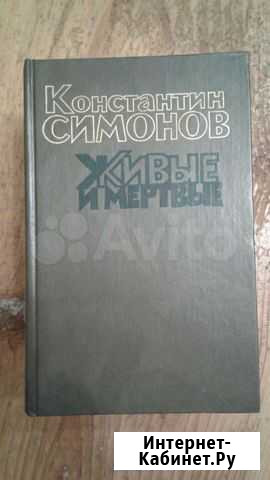 Константин
СИМОНОВ
ЖИВЫЕ
И МЕРТВЫЕ
Avito
Интернет-
Кабинет.Ру